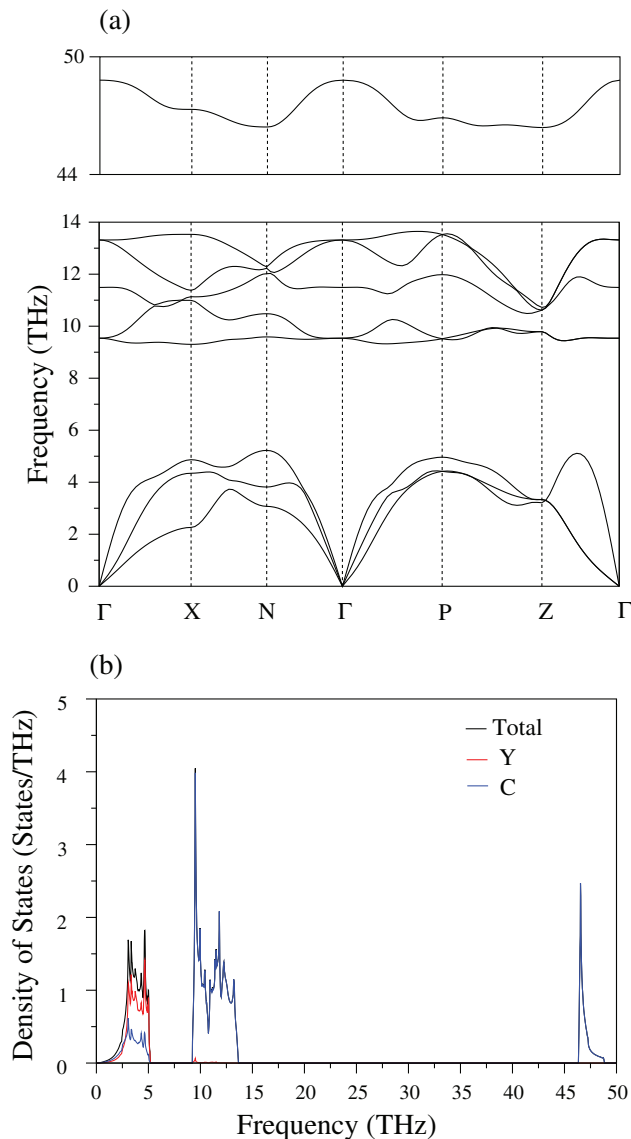 (a)
50
44
14
12
10
8
6
4
2
0
Frequency (THz)
Γ X N Γ P Z Γ
(b)
5
4
3
2
1
0
Density of States (States/THz)
Total
Y
C
0 5 10 15 20 25 30 35 40 45 50
Frequency (THz)